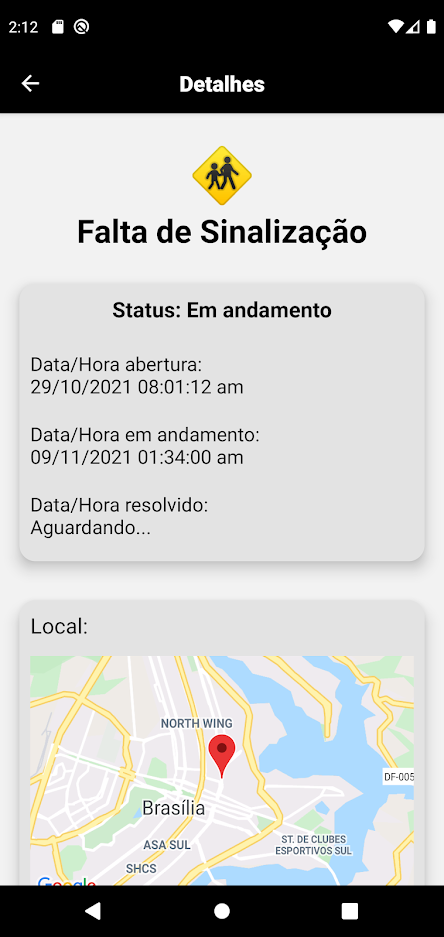 2:12
Detalhes
Falta de Sinalização
Status: Em andamento
Data/Hora abertura:
29/10/2021 08:01:12 am
Data/Hora em andamento:
09/11/2021 01:34:00 am
Data/Hora resolvido:
Aguardando...
Local:
NORTH WING
DF-005
Brasília
ASA SUL
ST. DE CLUBES
ESPORTIVOS SUL
SHCS
Google